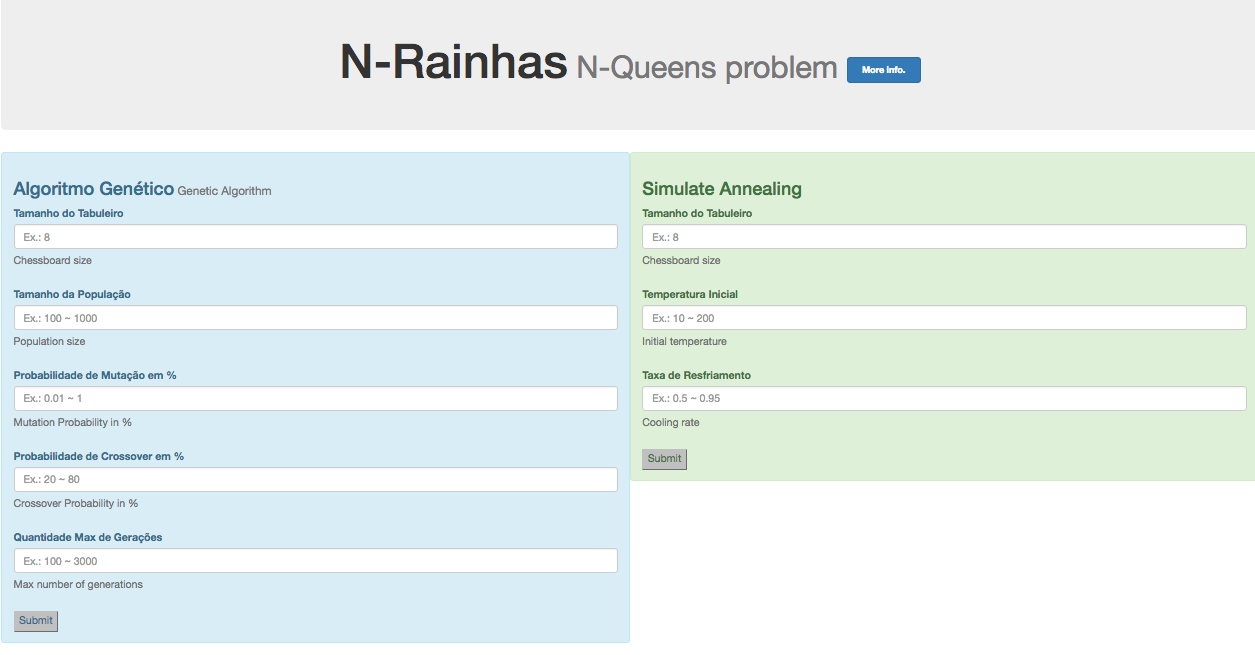 N-Rainhas N-Queens problem More Info.
Algoritmo Genético Genetic Algorithm
Tamanho do Tabuleiro
Ex.: 8
Chessboard size
Tamanho da População
Ex.: 100 ~ 1000
Population size
Probabilidade de Mutação em %
Ex.: 0.01 ~ 1
Mutation Probability in %
Probabilidade de Crossover em %
Ex.: 20 ~ 80
Crossover Probability in %
Quantidade Max de Gerações
Ex.: 100 ~ 3000
Max number of generations
Submit
Simulate Annealing
Tamanho do Tabuleiro
Ex.: 8
Chessboard size
Temperatura Inicial
Ex.: 10 ~ 200
Initial temperature
Taxa de Resfriamento
Ex.: 0.5 ~ 0.95
Cooling rate
Submit